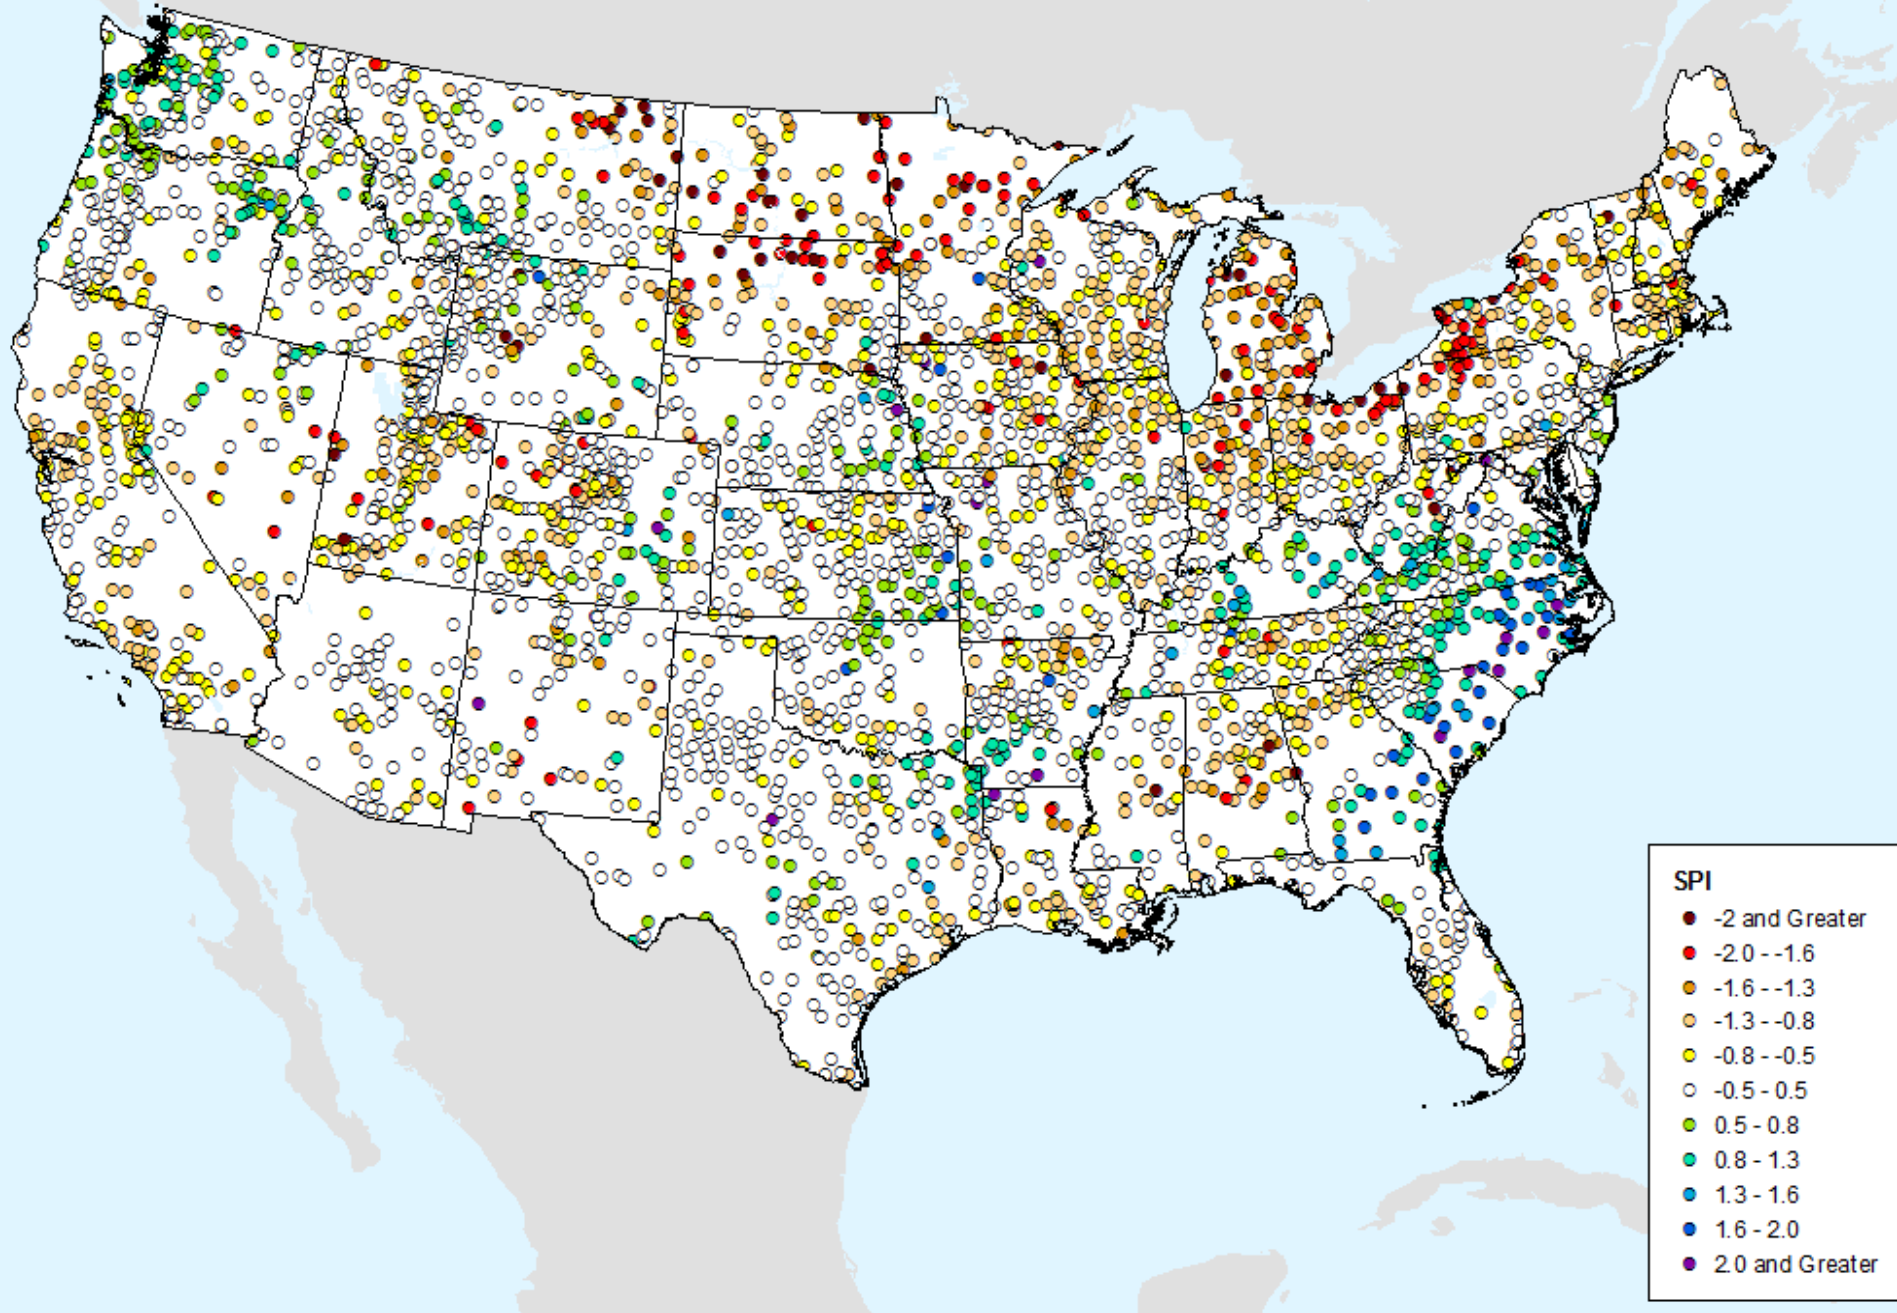 SPI
-2 and Greater
-2.0 - -1.6
-1.6 - -1.3
-1.3 - -0.8
-0.8 - -0.5
-0.5 - 0.5
0.5 - 0.8
0.8 - 1.3
1.3 - 1.6
1.6 - 2.0
2.0 and Greater